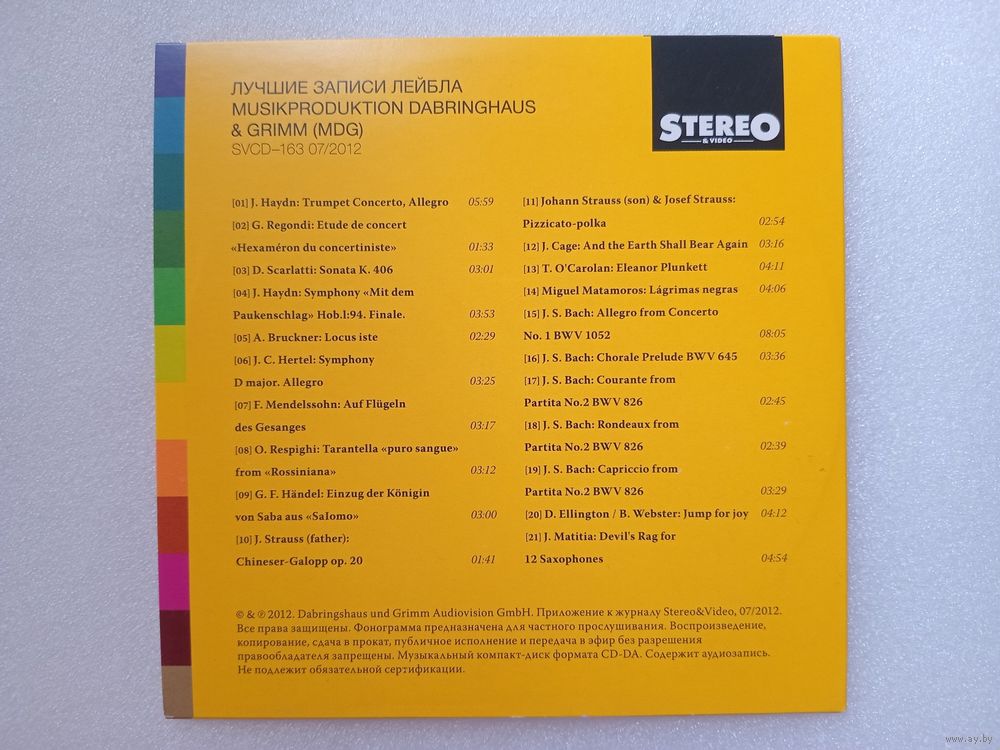 ЛУЧШИЕ ЗАПИСИ ЛЕЙБЛА
MUSIKPRODUKTION DABRINGHAUS
& GRIMM (MDG)
SVCD–163 07/2012
STEREO
& VIDEO
[01] J. Haydn: Trumpet Concerto, Allegro 05:59
[02] G. Regondi: Etude de concert
«Hexaméron du concertiniste» 01:33
[03] D. Scarlatti: Sonata K. 406 03:01
[04] J. Haydn: Symphony «Mit dem
Paukenschlag» Hob.l:94. Finale. 03:53
[05] A. Bruckner: Locus iste 02:29
[06] J. C. Hertel: Symphony
D major. Allegro 03:25
[07] F. Mendelssohn: Auf Flügeln
des Gesanges 03:17
[08] O. Respighi: Tarantella «puro sangue»
from «Rossiniana» 03:12
[09] G. F. Händel: Einzug der Königin
von Saba aus «Salomo» 03:00
[10] J. Strauss (father):
Chineser-Galopp op. 20 01:41
[11] Johann Strauss (son) & Josef Strauss:
Pizzicato-polka 02:54
[12] J. Cage: And the Earth Shall Bear Again 03:16
[13] T. O'Carolan: Eleanor Plunkett 04:11
[14] Miguel Matamoros: Lágrimas negras 04:06
[15] J. S. Bach: Allegro from Concerto
No. 1 BWV 1052 08:05
[16] J. S. Bach: Chorale Prelude BWV 645 03:36
[17] J. S. Bach: Courante from
Partita No.2 BWV 826 02:45
[18] J. S. Bach: Rondeaux from
Partita No.2 BWV 826 02:39
[19] J. S. Bach: Capriccio from
Partita No.2 BWV 826 03:29
[20] D. Ellington / B. Webster: Jump for joy 04:12
[21] J. Matitia: Devil's Rag for
12 Saxophones 04:54
© & ℗ 2012. Dabringshaus und Grimm Audiovision GmbH. Приложение к журналу Stereo&Video, 07/2012.
Все права защищены. Фонограмма предназначена для частного прослушивания. Воспроизведение,
копирование, сдача в прокат, публичное исполнение и передача в эфир без разрешения
правообладателя запрещены. Музыкальный компакт-диск формата CD-DA. Содержит аудиозапись.
Не подлежит обязательной сертификации.
www.ay.by